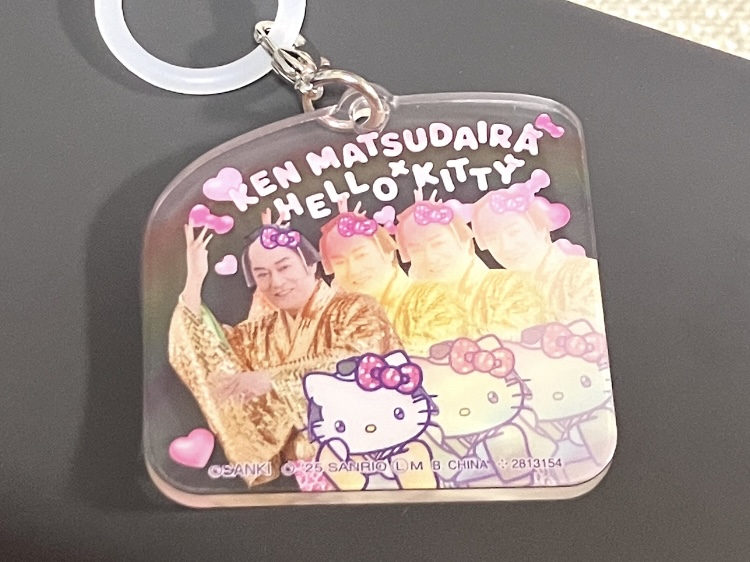 KEN MATSUDAIRA
×
HELLO KITTY
©SANKI © '25 SANRIO Ⓛ M B CHINA ÷ 2813154